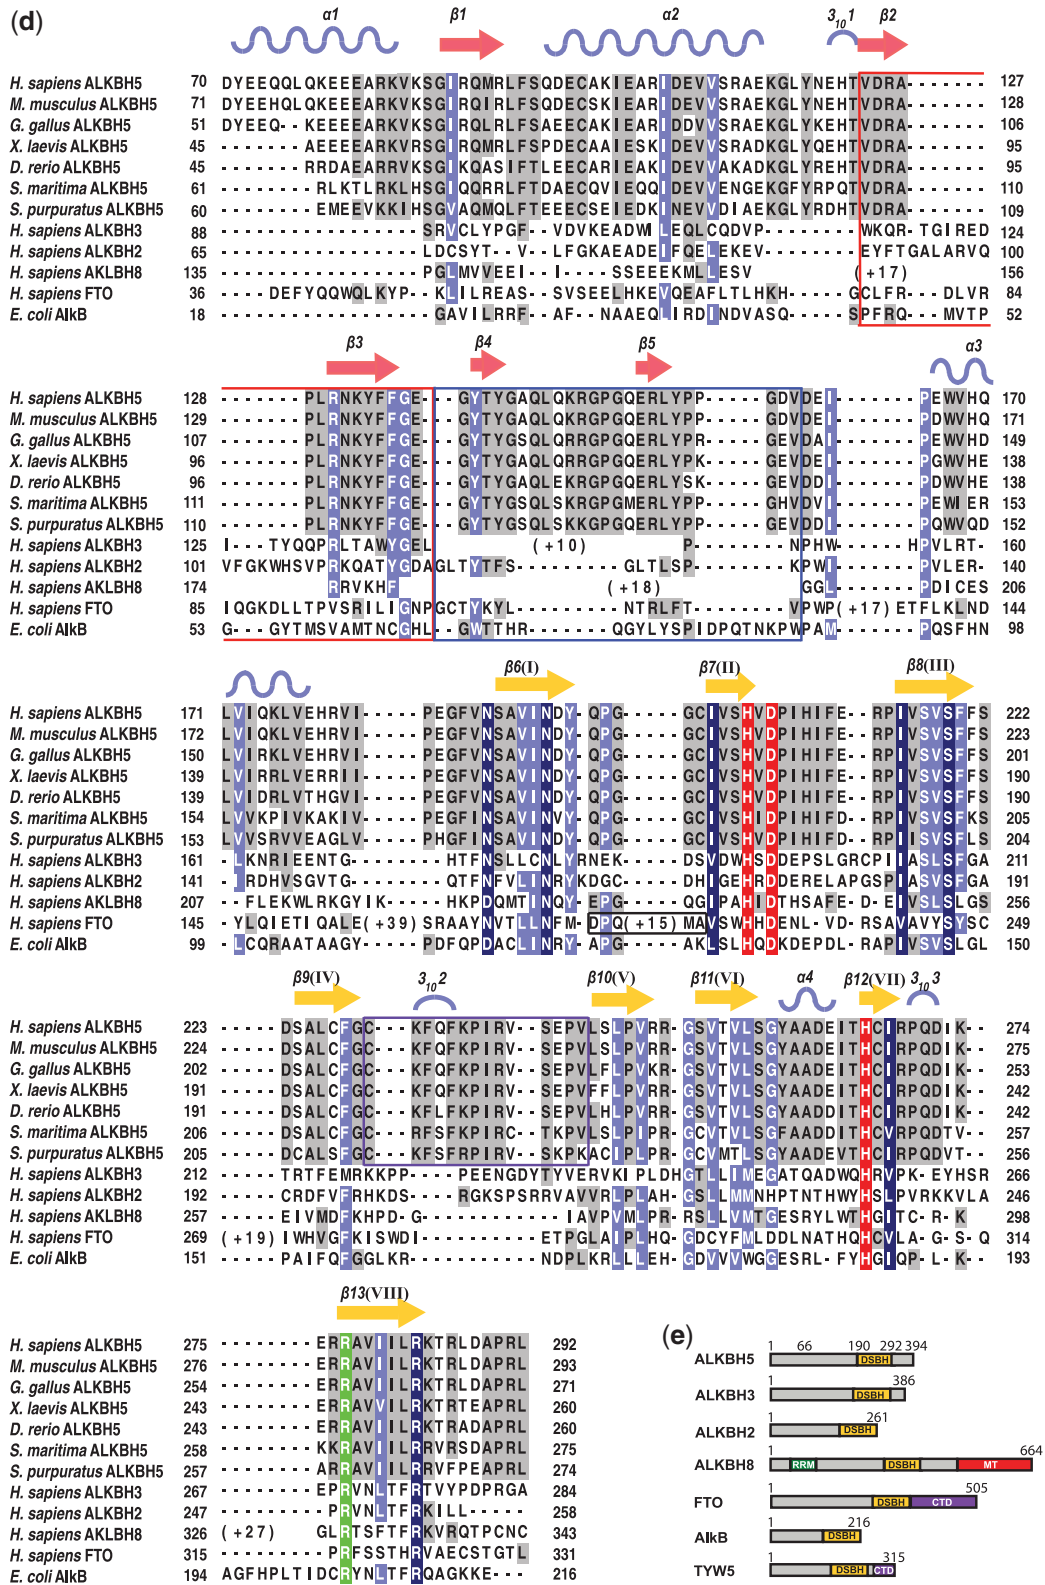 (d)
α1 β1 α2 3₁₀1 β2
H. sapiens ALKBH5 70 DYEEQQLQKEEEARKVKSGIRQMRLFSQDECAKIEARIDEVVSRAEKGLYNEHTVDRA------- 127
M. musculus ALKBH5 71 DYEEHQLQKEEEARKVKSGIRQIRLFSQDECSKIEARIDEVVSRAEKGLYNEHTVDRA------- 128
G. gallus ALKBH5 51 DYEEQ--KEEEEARKVKSGIRQLRLFSAEECAKIEARIDDVVSRAEKGLYKEHTVDRA------- 106
X. laevis ALKBH5 45 --------AEEEARKVRSGIRQMRLFSPDECAAIESKIDEVVSRADKGLYREHTVDRA------- 95
D. rerio ALKBH5 45 --------RRDAEARRVKSGIKQASIFTLEECARIEAKIDEVVAKADKGLYREHTVDRA------- 95
S. maritima ALKBH5 61 --------RLKTLRKLHSGIQQRRLFTDAECQVIEQQIDEVVENGEKGFYRPQTVDRA------- 110
S. purpuratus ALKBH5 60 --------EMEEVKKIHSGVAQMQLFTEEECSEIEDKINEVVDIAEKGLYRDHTVDRA------- 109
H. sapiens ALKBH3 88 -----------------SRVCLYPGF--VDVKEADWILEQLCQDVP------WKQR-TGIRED 124
H. sapiens ALKBH2 65 -----------------LDCSYT--V--LFGKAEADEIFQELEKEV------EYFTGALARVQ 100
H. sapiens AKLBH8 135 -----------------PGLMVVEEI--I---SSEEEKMLLESV (+17) 156
H. sapiens FTO 36 ----DEFYQQWQLKYP--KLILREAS---SVSEELHKEVQEAFLTLHKH---GCLFR--DLVR 84
E. coli AlkB 18 ------------------GAVILRRF---AF--NAAEQLIRDINDVASQ---SPFRQ--MVTP 52
β3 β4 β5 α3
H. sapiens ALKBH5 128 -------PLRNKYFFGE--GYTYGAQLQKRGPGQERLYPP-----GDVDEI-------PEWVHQ 170
M. musculus ALKBH5 129 -------PLRNKYFFGE--GYTYGAQLQKRGPGQERLYPP-----GDVDEI-------PDWVHQ 171
G. gallus ALKBH5 107 -------PLRNKYFFGE--GYTYGAQLQKRGPGQERLYPR-----GEVDAI-------PEWVHD 149
X. laevis ALKBH5 96 -------PLRNKYFFGE--GYTYGAQLQRRGPGQERLYPK-----GEVDEI-------PGWVHE 138
D. rerio ALKBH5 96 -------PLRNKYFFGE--GYTYGAQLQKRGPGQERLYSK-----GEVDDI-------PDWVHE 138
S. maritima ALKBH5 111 -------PLRNKYFFGE--GYTYGSQLEKRGPGMERLYPP-----GHVDVI-------PEWIER 153
S. purpuratus ALKBH5 110 -------PLRNKYFFGE--GYTYGSQLSKKGPGQERLYPP-----GEVDDI-------PQWVQD 152
H. sapiens ALKBH3 125 I---TYQQPRLTAWYGEL (+10) P--------NPHW-----HPVLRT- 160
H. sapiens ALKBH2 101 VFGKWHSVPRKQATYGDAGLTYTFS-------GLTLSP------KPWI-------PVLER- 140
H. sapiens AKLBH8 174 --------RRVKHF (+18) ---------GGL-------PDICES 206
H. sapiens FTO 85 IQGKDLLTPVSRILIGNPGCTYKYL-------NTRLFT-------VPWP(+17)ETFLKLND 144
E. coli AlkB 53 G---GYTMSVAMTNCGHL--GWTTHR------QGYLYSPIDPQTNKPWPAM-------PQSFHN 98
β6(I) β7(II) β8(III)
H. sapiens ALKBH5 171 LVIQKLVEHRVI-----PEGFVNSAVINDY-QPG-----GCIVSHVDPIHIFE--RPIVSVSFFS 222
M. musculus ALKBH5 172 LVIQKLVEHRVI-----PEGFVNSAVINDY-QPG-----GCIVSHVDPIHIFE--RPIVSVSFFS 223
G. gallus ALKBH5 150 LVIRKLVEHRVI-----PEGFVNSAVINDY-QPG-----GCIVSHVDPIHIFE--RPIVSVSFFS 201
X. laevis ALKBH5 139 LVIRRLVERRII-----PEGFVNSAVINDY-QPG-----GCIVSHVDPIHIFE--RPIVSVSFFS 190
D. rerio ALKBH5 139 LVIDRLVTHGVI-----PEGFVNSAVINDY-QPG-----GCIVSHVDPIHIFE--RPIVSVSFFS 190
S. maritima ALKBH5 154 LVVKPIVKAKIV-----PEGFVNSAVINVY-QPG-----GCIVSHIDPIHIFD--RPIVSVSFKS 205
S. purpuratus ALKBH5 153 LVVSRVVEAGLV-----PHGFINSAVINDY-QPG-----GCIVSHVDPIHIFD--RPIISVSFLS 204
H. sapiens ALKBH3 161 -LKNRIEENTG--------HTFNSLLCNLYRNEK-----DSVDWHSDDEPSLGRCPIIASLSFGA 211
H. sapiens ALKBH2 141 -IRDHVSGVTG--------QTFNFVLINRYKDGC-----DHIGEHRDDERELAPGSPIASVSFGA 191
H. sapiens AKLBH8 207 --FLEKWLRKGYIK-----HKPDQMTINQY-EPG-----QGIPAHIDTHSAFE--DEIVSLSLGS 256
H. sapiens FTO 145 -YLQIETIQALE(+39)SRAAYNVTLLNFM-DPQ(+15)MAVSWHHDENL-VD-RSAVAVYSYSC 249
E. coli AlkB 99 -LCQRAATAAGY-----PDFQPDACLINRY-APG-----AKLSLHQDKDEPDL-RAPIVSVSLGL 150
β9(IV) 3₁₀2 β10(V) β11(VI) α4 β12(VII) 3₁₀3
H. sapiens ALKBH5 223 ------DSALCFGC---KFQFKPIRV--SEPVLSLPVRR-GSVTVLSGYAADEITHCIRPQDIK-- 274
M. musculus ALKBH5 224 ------DSALCFGC---KFQFKPIRV--SEPVLSLPVRR-GSVTVLSGYAADEITHCIRPQDIK-- 275
G. gallus ALKBH5 202 ------DSALCFGC---KFQFKPIRV--SEPVLFLPVKR-GSVTVLSGYAADEITHCIRPQDIK-- 253
X. laevis ALKBH5 191 ------DSALCFGC---KFQFKPIRV--SEPVFFLPVRR-GSVTVLSGYAADEITHCIRPQDIK-- 242
D. rerio ALKBH5 191 ------DSALCFGC---KFLFKPIRV--SEPVLHLPVRR-GSVTVLSGYAADDITHCIRPQDIK-- 242
S. maritima ALKBH5 206 ------DSALCFGC---RFSFKPIRC--TKPVLSLPIPR-GCVTVLSGFAADDITHCVRPQDTV-- 257
S. purpuratus ALKBH5 205 ------DCALSFGC---KFSFRPIRV--SKPKACIPLPR-GCVMTLSGYAADEVTHCIRPQDVT-- 256
H. sapiens ALKBH3 212 ------TRTFEMRKKPP---PEENGDYTYVERVKIPLDHGTLLIMEGATQADWQHRVPK-EYHSR 266
H. sapiens ALKBH2 192 ------CRDFVFRHKDS-----RGKSPSRRVAVVRLPLAH-GSLLMMNHPTNTHWYHSLPVRKKVLA 246
H. sapiens AKLBH8 257 ------EIVMDFKHPD-G---------IAVPVMLPR-RSLLVMTGESRYLWTHGITC-R-K 298
H. sapiens FTO 269 (+19)IWHVGFKISWDI----------ETPGLAIPLHQ-GDCYFMLDDLNATHQHCVLA-G-SQ 314
E. coli AlkB 151 ------PAIFQFGGLKR----------NDPLKRLLLEH-GDVVVWGGESRL-FYHGIQP-L-K 193
β13(VIII)
H. sapiens ALKBH5 275 --------ERRAVIILRKTRLDAPRL 292
M. musculus ALKBH5 276 --------ERRAVIILRKTRLDAPRL 293
G. gallus ALKBH5 254 --------ERRAVIILRKTRLDAPRL 271
X. laevis ALKBH5 243 --------ERRAVVILRKTRTEAPRL 260
D. rerio ALKBH5 243 --------ERRAVIILRKTRADAPRL 260
S. maritima ALKBH5 258 --------KKRAVIILRRVRSDAPRL 275
S. purpuratus ALKBH5 257 --------ARRAVIILRRVFPEAPRL 274
H. sapiens ALKBH3 267 --------EPRVNLTFRTVYPDPRGA 284
H. sapiens ALKBH2 247 --------PRVNLTFRKILL----- 258
H. sapiens AKLBH8 326 (+27) GLRTSFTFRKVRQTPCNC 343
H. sapiens FTO 315 --------PRFSSTHRVAECSTGTL 331
E. coli AlkB 194 AGFHPLTIDCRYNLTFRQAGKKE--- 216
(e)
1 66 190 292 394
ALKBH5 DSBH
1 386
ALKBH3 DSBH
1 261
ALKBH2 DSBH
1 664
ALKBH8 RRM DSBH MT
1 505
FTO DSBH CTD
1 216
AlkB DSBH
1 315
TYW5 DSBH CTD